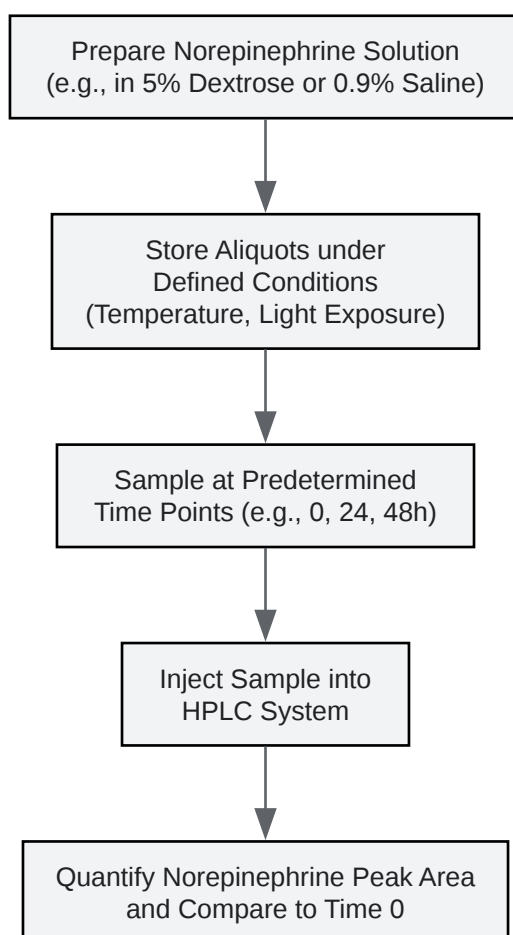 Prepare Norepinephrine Solution
(e.g., in 5% Dextrose or 0.9% Saline)
Store Aliquots under
Defined Conditions
(Temperature, Light Exposure)
Sample at Predetermined
Time Points (e.g., 0, 24, 48h)
Inject Sample into
HPLC System
Quantify Norepinephrine Peak Area
and Compare to Time 0